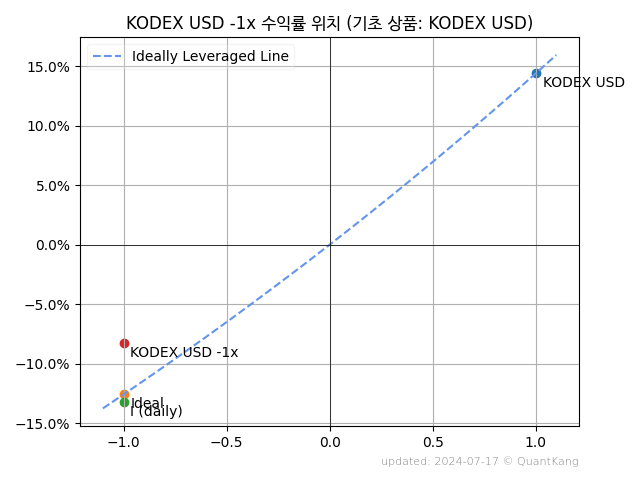 KODEX USD -1x 수익률 위치 (기초 상품: KODEX USD)
Ideally Leveraged Line
15.0%
10.0%
5.0%
0.0%
−5.0%
−10.0%
−15.0%
KODEX USD
KODEX USD -1x
Ideal
I (daily)
−1.0
−0.5
0.0
0.5
1.0
updated: 2024-07-17 © QuantKang